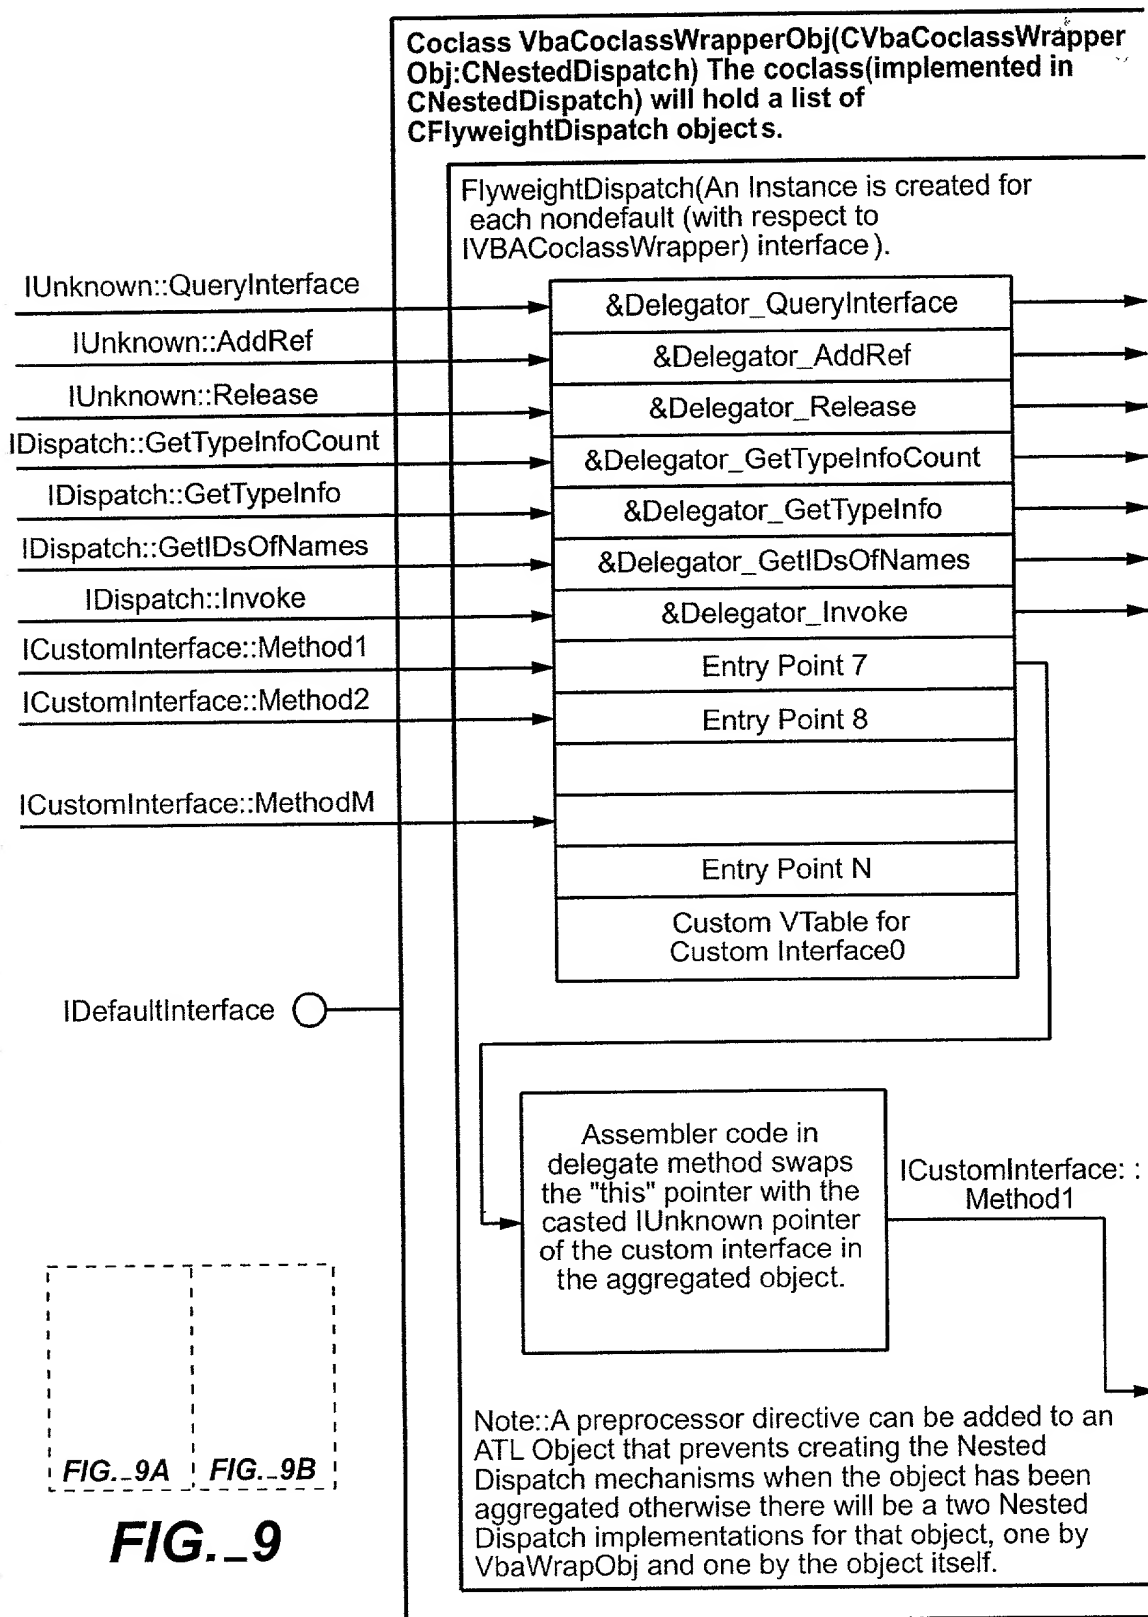 Coclass VbaCoclassWrapperObj(CVbaCoclassWrapper
Obj:CNestedDispatch) The coclass(implemented in
CNestedDispatch) will hold a list of
CFlyweightDispatch objects.
FlyweightDispatch(An Instance is created for
each nondefault (with respect to
IVBACoclassWrapper) interface).
IUnknown::QueryInterface
&Delegator_QueryInterface
IUnknown::AddRef
&Delegator_AddRef
IUnknown::Release
&Delegator_Release
IDispatch::GetTypeInfoCount
&Delegator_GetTypeInfoCount
IDispatch::GetTypeInfo
&Delegator_GetTypeInfo
IDispatch::GetIDsOfNames
&Delegator_GetIDsOfNames
IDispatch::Invoke
&Delegator_Invoke
ICustomInterface::Method1
Entry Point 7
ICustomInterface::Method2
Entry Point 8
ICustomInterface::MethodM
Entry Point N
Custom VTable for
Custom Interface0
IDefaultInterface
Assembler code in
delegate method swaps
the "this" pointer with the
casted IUnknown pointer
of the custom interface in
the aggregated object.
ICustomInterface: :
Method1
Note::A preprocessor directive can be added to an
ATL Object that prevents creating the Nested
Dispatch mechanisms when the object has been
aggregated otherwise there will be a two Nested
Dispatch implementations for that object, one by
VbaWrapObj and one by the object itself.
FIG._9A
FIG._9B
FIG._9